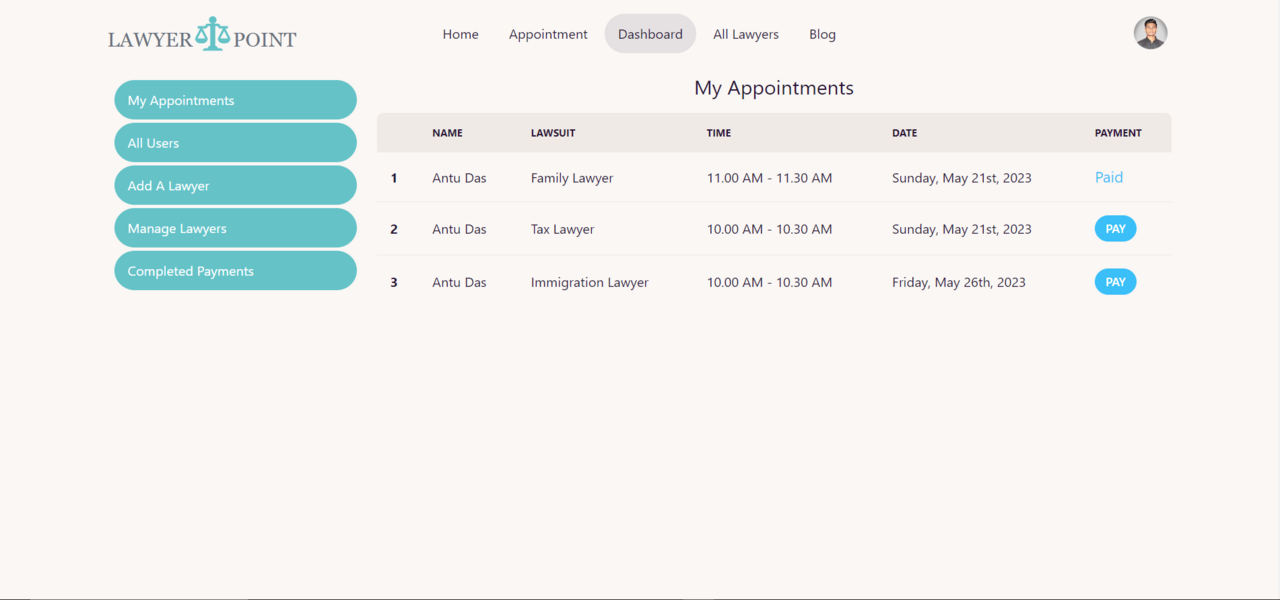 LAWYER POINT
Home Appointment Dashboard All Lawyers Blog
My Appointments
All Users
Add A Lawyer
Manage Lawyers
Completed Payments
My Appointments
NAME LAWSUIT TIME DATE PAYMENT
1 Antu Das Family Lawyer 11.00 AM - 11.30 AM Sunday, May 21st, 2023 Paid
2 Antu Das Tax Lawyer 10.00 AM - 10.30 AM Sunday, May 21st, 2023 PAY
3 Antu Das Immigration Lawyer 10.00 AM - 10.30 AM Friday, May 26th, 2023 PAY